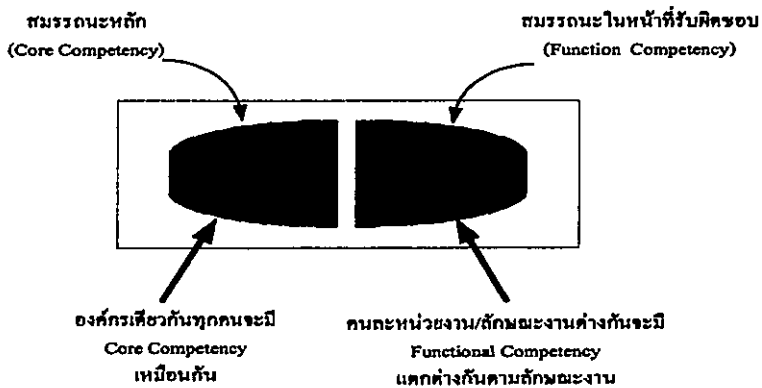 สมรรถนะหลัก
(Core Competency)
สมรรถนะในหน้าที่รับผิดชอบ
(Function Competency)
องค์กรเดียวกันทุกคนจะมี
Core Competency
เหมือนกัน
คนละหน่วยงาน/ลักษณะงานต่างกันจะมี
Functional Competency
แตกต่างกันตามลักษณะงาน